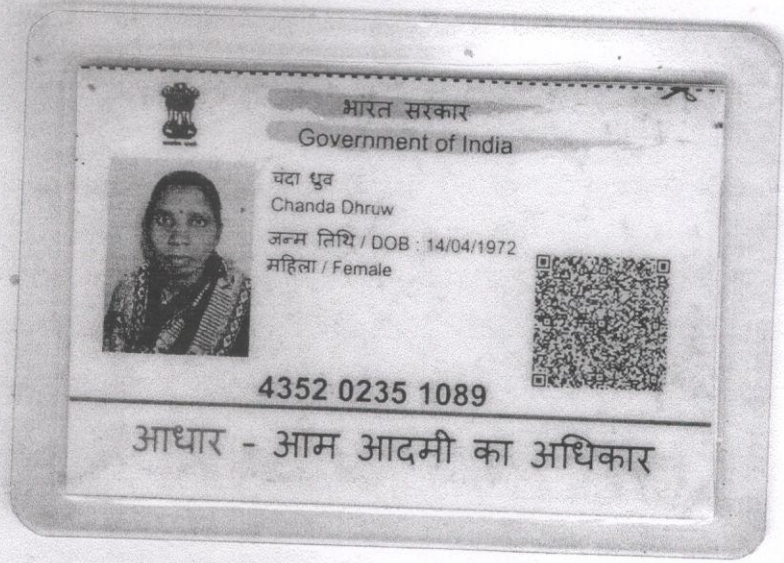 भारत सरकार
Government of India
चंदा धुव
Chanda Dhruw
जन्म तिथि / DOB : 14/04/1972
महिला / Female
4352 0235 1089
आधार - आम आदमी का अधिकार